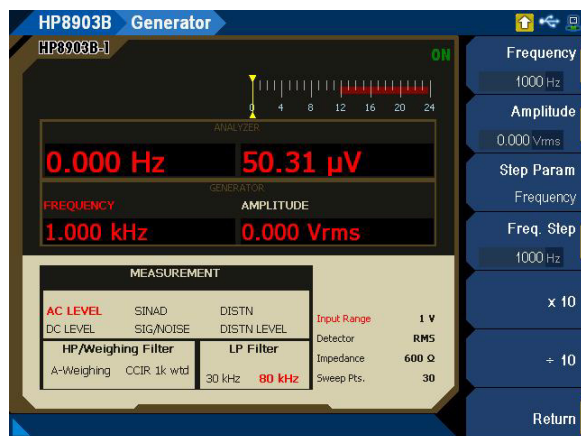 HP8903B Generator
HP8903B-1
ON
0 4 8 12 16 20 24
ANALYZER
0.000 Hz 50.31 µV
GENERATOR
FREQUENCY AMPLITUDE
1.000 kHz 0.000 Vrms
MEASUREMENT
AC LEVEL SINAD DISTN
DC LEVEL SIG/NOISE DISTN LEVEL
HP/Weighing Filter
A-Weighing CCIR 1k wtd
LP Filter
30 kHz 80 kHz
Input Range 1 V
Detector RMS
Impedance 600 Ω
Sweep Pts. 30
Frequency
1000 Hz
Amplitude
0.000 Vrms
Step Param
Frequency
Freq. Step
1000 Hz
x 10
÷ 10
Return